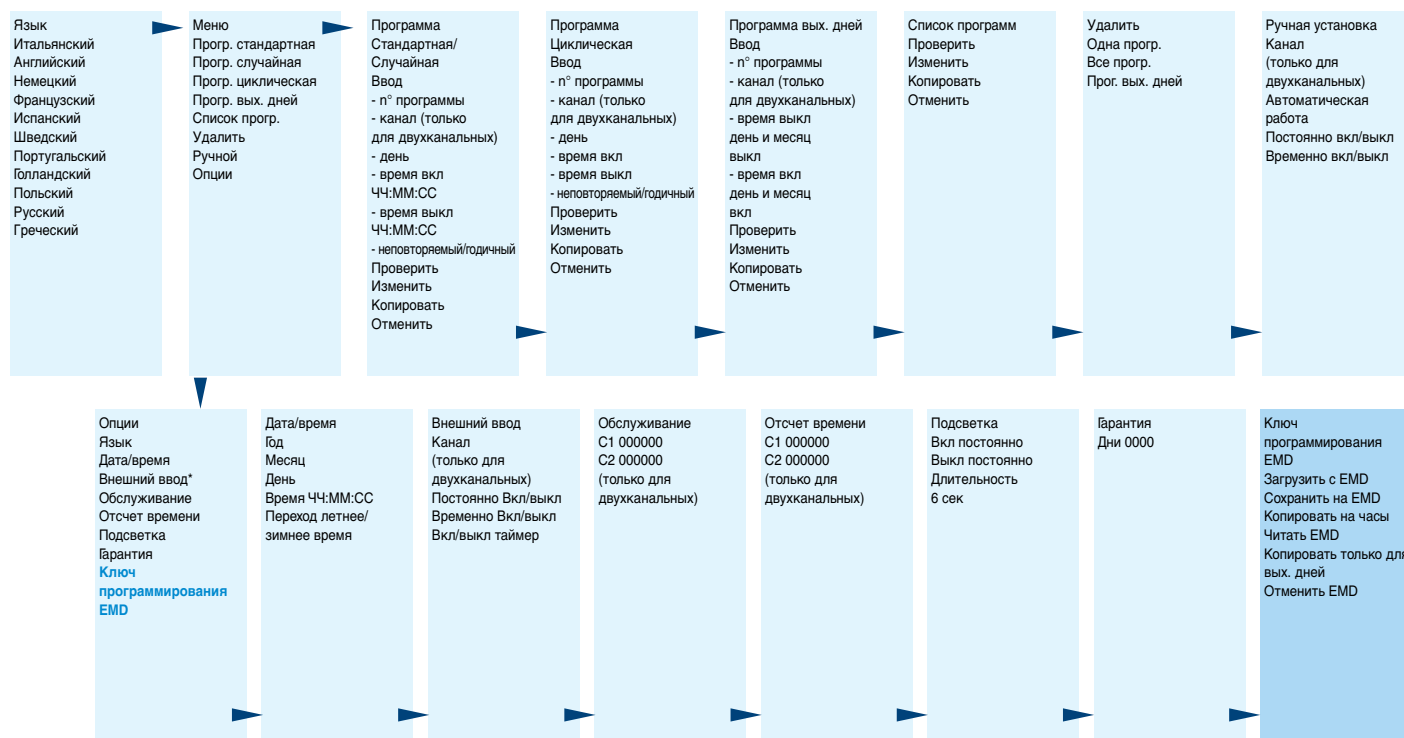 Язык
Итальянский
Английский
Немецкий
Французский
Испанский
Шведский
Португальский
Голландский
Польский
Русский
Греческий
Меню
Прогр. стандартная
Прогр. случайная
Прогр. циклическая
Прогр. вых. дней
Список прогр.
Удалить
Ручной
Опции
Программа
Стандартная/
Случайная
Ввод
- n° программы
- канал (только
для двухканальных)
- день
- время вкл
ЧЧ:ММ:СС
- время выкл
ЧЧ:ММ:СС
- неповторяемый/годичный
Проверить
Изменить
Копировать
Отменить
Программа
Циклическая
Ввод
- n° программы
- канал (только
для двухканальных)
- день
- время вкл
- время выкл
- неповторяемый/годичный
Проверить
Изменить
Копировать
Отменить
Программа вых. дней
Ввод
- n° программы
- канал (только
для двухканальных)
- время выкл
день и месяц
выкл
- время вкл
день и месяц
вкл
Проверить
Изменить
Копировать
Отменить
Список программ
Проверить
Изменить
Копировать
Отменить
Удалить
Одна прогр.
Все прогр.
Прог. вых. дней
Ручная установка
Канал
(только для
двухканальных)
Автоматическая
работа
Постоянно вкл/выкл
Временно вкл/выкл
Опции
Язык
Дата/время
Внешний ввод*
Обслуживание
Отсчет времени
Подсветка
Гарантия
Ключ
программирования
EMD
Дата/время
Год
Месяц
День
Время ЧЧ:ММ:СС
Переход летнее/
зимнее время
Внешний ввод
Канал
(только для
двухканальных)
Постоянно Вкл/выкл
Временно Вкл/выкл
Вкл/выкл таймер
Обслуживание
C1 000000
C2 000000
(только для
двухканальных)
Отсчет времени
C1 000000
C2 000000
(только для
двухканальных)
Подсветка
Вкл постоянно
Выкл постоянно
Длительность
6 сек
Гарантия
Дни 0000
Ключ
программирования
EMD
Загрузить с EMD
Сохранить на EMD
Копировать на часы
Читать EMD
Копировать только для
вых. дней
Отменить EMD